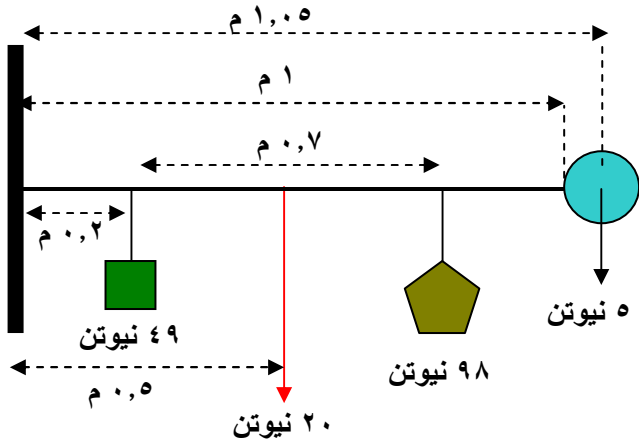 ١,٠٥ م
١ م
٠,٧ م
٠,٢ م
٥ نيوتن
٤٩ نيوتن
٩٨ نيوتن
٠,٥ م
٢٠ نيوتن